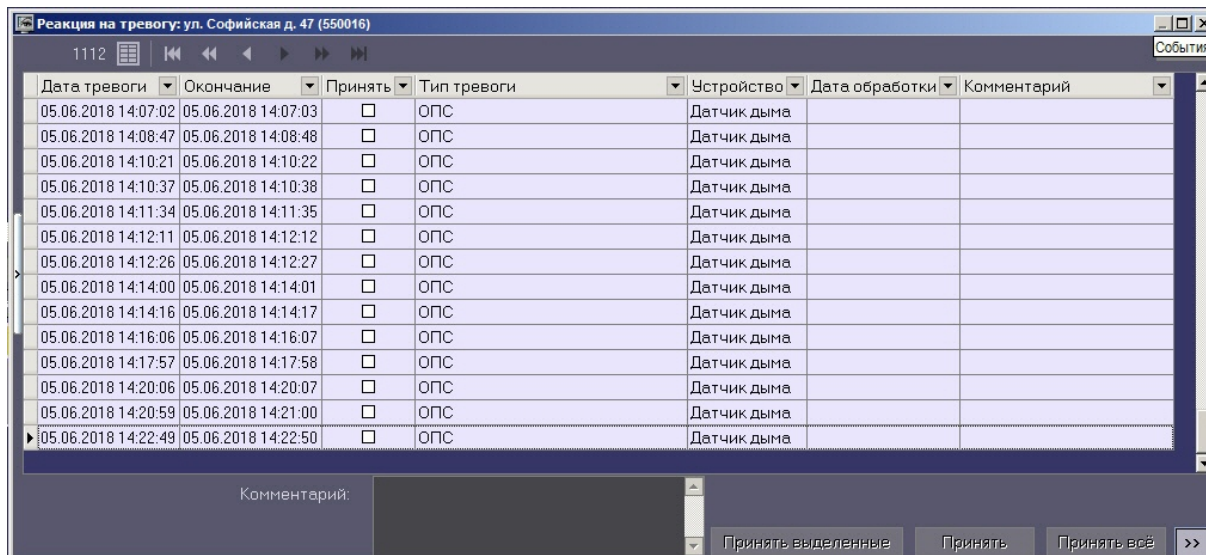 Реакция на тревогу: ул. Софийская д. 47 (550016)
1112
События
Дата тревоги Окончание Принять Тип тревоги Устройство Дата обработки Комментарий
05.06.2018 14:07:02 05.06.2018 14:07:03 ОПС Датчик дыма
05.06.2018 14:08:47 05.06.2018 14:08:48 ОПС Датчик дыма
05.06.2018 14:10:21 05.06.2018 14:10:22 ОПС Датчик дыма
05.06.2018 14:10:37 05.06.2018 14:10:38 ОПС Датчик дыма
05.06.2018 14:11:34 05.06.2018 14:11:35 ОПС Датчик дыма
05.06.2018 14:12:11 05.06.2018 14:12:12 ОПС Датчик дыма
05.06.2018 14:12:26 05.06.2018 14:12:27 ОПС Датчик дыма
05.06.2018 14:14:00 05.06.2018 14:14:01 ОПС Датчик дыма
05.06.2018 14:14:16 05.06.2018 14:14:17 ОПС Датчик дыма
05.06.2018 14:16:06 05.06.2018 14:16:07 ОПС Датчик дыма
05.06.2018 14:17:57 05.06.2018 14:17:58 ОПС Датчик дыма
05.06.2018 14:20:06 05.06.2018 14:20:07 ОПС Датчик дыма
05.06.2018 14:20:59 05.06.2018 14:21:00 ОПС Датчик дыма
05.06.2018 14:22:49 05.06.2018 14:22:50 ОПС Датчик дыма
Комментарий:
Принять выделенные Принять Принять всё >>